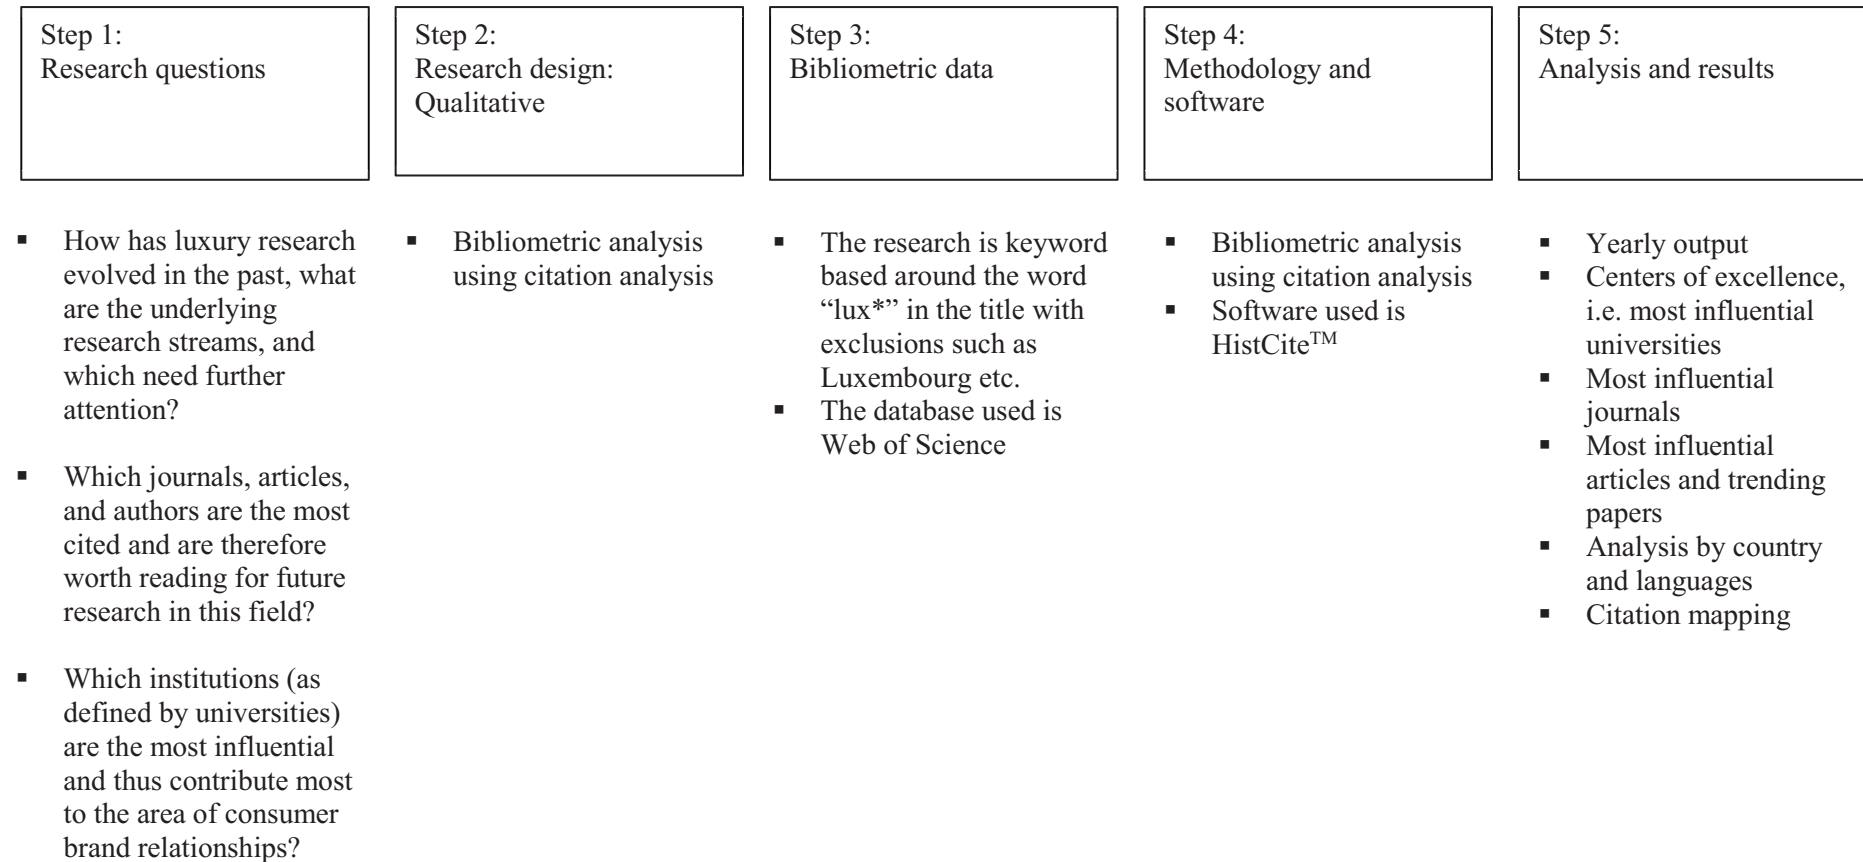 Step 1:
Research questions
Step 2:
Research design:
Qualitative
Step 3:
Bibliometric data
Step 4:
Methodology and
software
Step 5:
Analysis and results
▪ How has luxury research
evolved in the past, what
are the underlying
research streams, and
which need further
attention?
▪ Which journals, articles,
and authors are the most
cited and are therefore
worth reading for future
research in this field?
▪ Which institutions (as
defined by universities)
are the most influential
and thus contribute most
to the area of consumer
brand relationships?
▪ Bibliometric analysis
using citation analysis
▪ The research is keyword
based around the word
“lux*” in the title with
exclusions such as
Luxembourg etc.
▪ The database used is
Web of Science
▪ Bibliometric analysis
using citation analysis
▪ Software used is
HistCite™
▪ Yearly output
▪ Centers of excellence,
i.e. most influential
universities
▪ Most influential
journals
▪ Most influential
articles and trending
papers
▪ Analysis by country
and languages
▪ Citation mapping